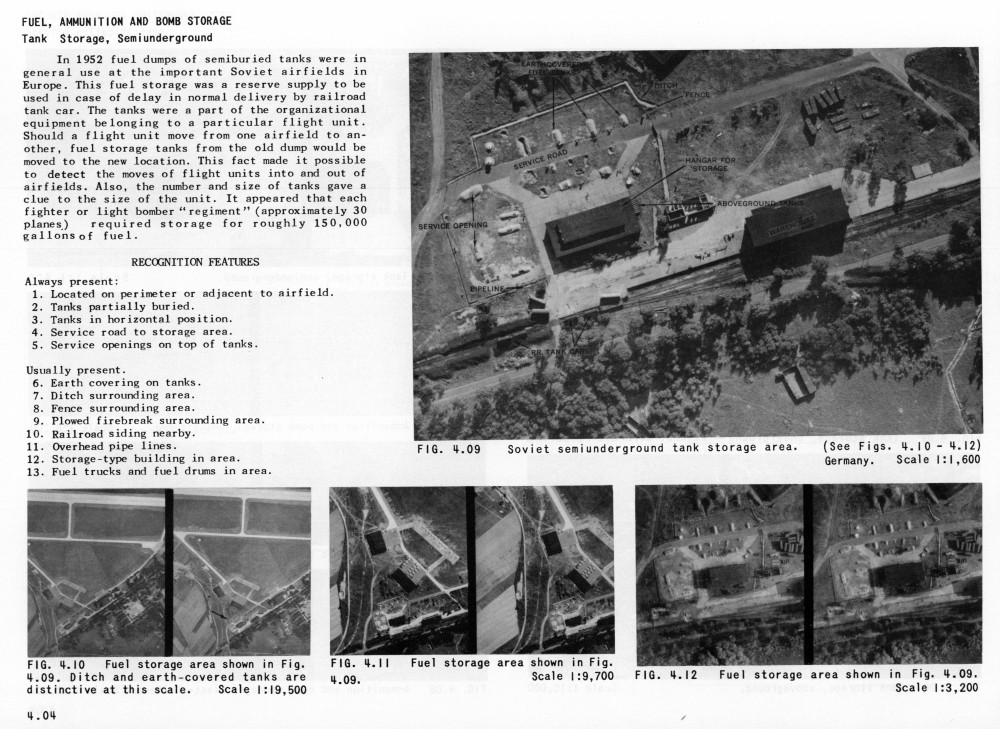 FUEL, AMMUNITION AND BOMB STORAGE
Tank Storage, Semiunderground
In 1952 fuel dumps of semiburied tanks were in
general use at the important Soviet airfields in
Europe. This fuel storage was a reserve supply to be
used in case of delay in normal delivery by railroad
tank car. The tanks were a part of the organizational
equipment belonging to a particular flight unit.
Should a flight unit move from one airfield to an-
other, fuel storage tanks from the old dump would be
moved to the new location. This fact made it possible
to detect the moves of flight units into and out of
airfields. Also, the number and size of tanks gave a
clue to the size of the unit. It appeared that each
fighter or light bomber "regiment" (approximately 30
planes) required storage for roughly 150,000
gallons of fuel.
RECOGNITION FEATURES
Always present:
1. Located on perimeter or adjacent to airfield.
2. Tanks partially buried.
3. Tanks in horizontal position.
4. Service road to storage area.
5. Service openings on top of tanks.
Usually present.
6. Earth covering on tanks.
7. Ditch surrounding area.
8. Fence surrounding area.
9. Plowed firebreak surrounding area.
10. Railroad siding nearby.
11. Overhead pipe lines.
12. Storage-type building in area.
13. Fuel trucks and fuel drums in area.
EARTHCOVERED
FUEL TANKS
DITCH
FENCE
SERVICE ROAD
HANGAR FOR
STORAGE
ABOVEGROUND TANKS
SERVICE OPENING
PIPELINE
RR TANK CARS
FIG. 4.09 Soviet semiunderground tank storage area. (See Figs. 4.10 - 4.12)
Germany. Scale 1:1,600
FIG. 4.10 Fuel storage area shown in Fig.
4.09. Ditch and earth-covered tanks are
distinctive at this scale. Scale 1:19,500
FIG. 4.11 Fuel storage area shown in Fig.
4.09. Scale 1:9,700
FIG. 4.12 Fuel storage area shown in Fig. 4.09.
Scale 1:3,200
4.04